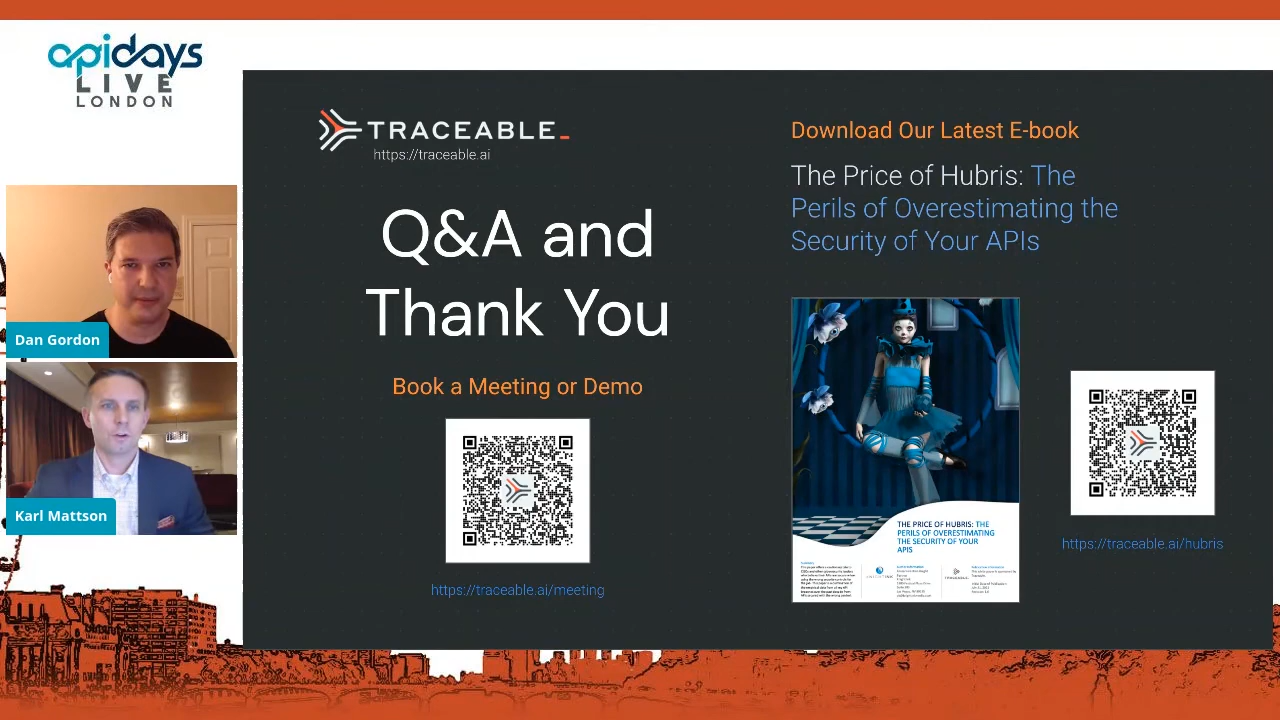 apidays
LIVE
LONDON
Dan Gordon
Karl Mattson
TRACEABLE_
https://traceable.ai
Q&A and
Thank You
Book a Meeting or Demo
https://traceable.ai/meeting
Download Our Latest E-book
The Price of Hubris: The
Perils of Overestimating the
Security of Your APIs
THE PRICE OF HUBRIS: THE
PERILS OF OVERESTIMATING
THE SECURITY OF YOUR
APIS
TRACEABLE
https://traceable.ai/hubris